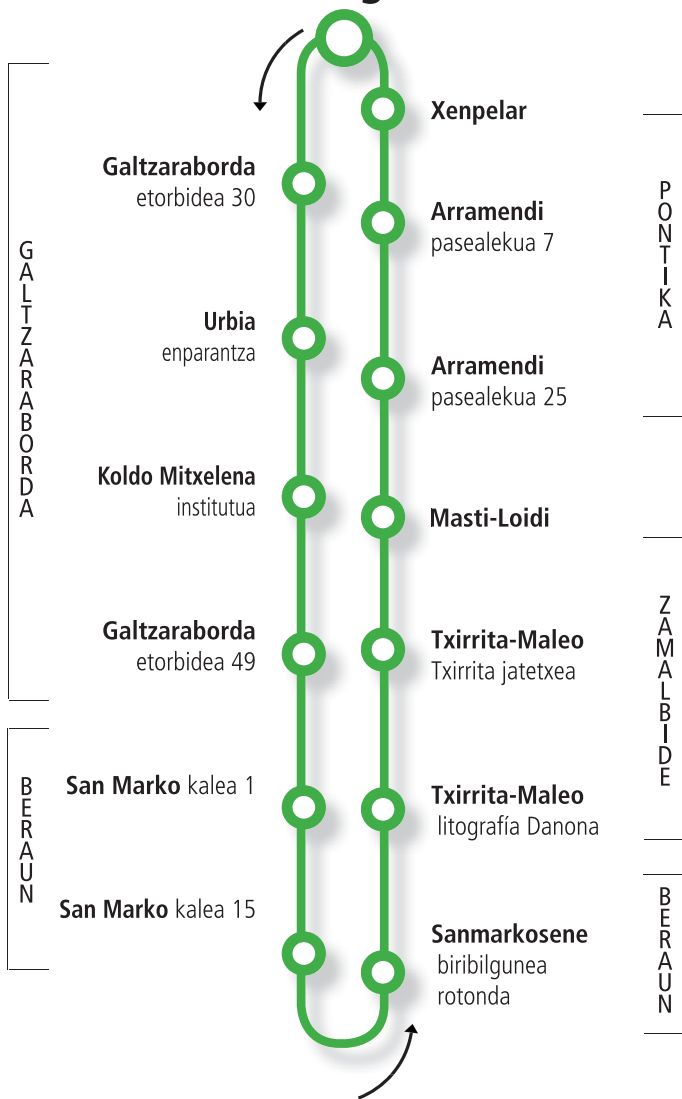 GALTZARABORDA
Galtzaraborda
etorbidea 30
Urbia
enparantza
Koldo Mitxelena
institutua
Galtzaraborda
etorbidea 49
BERAUN
San Marko kalea 1
San Marko kalea 15
Xenpelar
PONTIKA
Arramendi
pasealekua 7
Arramendi
pasealekua 25
Masti-Loidi
ZAMALBIDE
Txirrita-Maleo
Txirrita jatetxea
Txirrita-Maleo
litografía Danona
BERAUN
Sanmarkosene
biribilgunea
rotonda